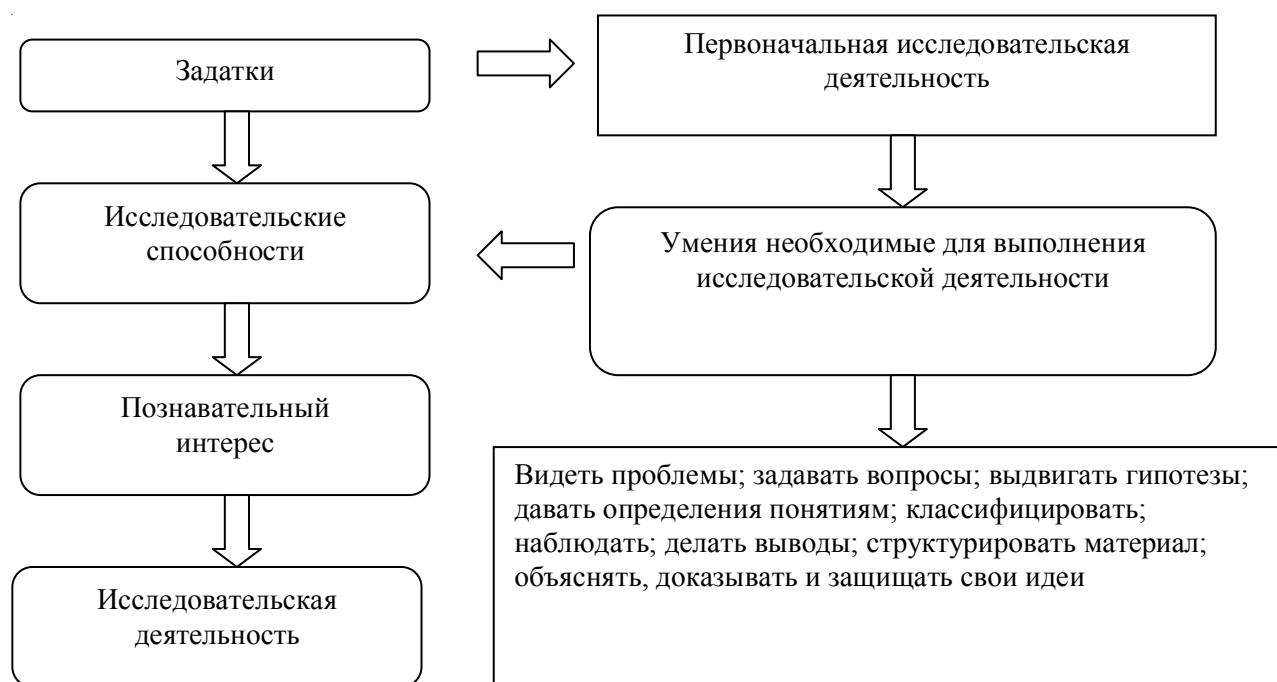 Задатки
Первоначальная исследовательская
деятельность
Исследовательские
способности
Умения необходимые для выполнения
исследовательской деятельности
Познавательный
интерес
Видеть проблемы; задавать вопросы; выдвигать гипотезы;
давать определения понятиям; классифицировать;
наблюдать; делать выводы; структурировать материал;
объяснять, доказывать и защищать свои идеи
Исследовательская
деятельность